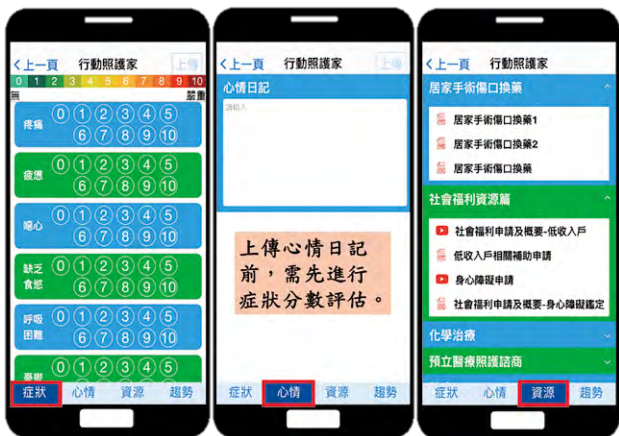 く上一頁 行動照護家 上傳
0 1 2 3 4 5 6 7 8 9 10
無 嚴重
疼痛 0 1 2 3 4 5
6 7 8 9 10
疲憊 0 1 2 3 4 5
6 7 8 9 10
噁心 0 1 2 3 4 5
6 7 8 9 10
缺乏 0 1 2 3 4 5
食慾 6 7 8 9 10
呼吸 0 1 2 3 4 5
困難 6 7 8 9 10
憂鬱 0 1 2 3 4 5
症狀 心情 資源 趨勢
く上一頁 行動照護家 上傳
心情日記
請輸入
上傳心情日記
前，需先進行
症狀分數評估。
症狀 心情 資源 趨勢
く上一頁 行動照護家
居家手術傷口換藥
居家手術傷口換藥1
居家手術傷口換藥2
居家手術傷口換藥
社會福利資源篇
社會福利申請及概要-低收入戶
低收入戶相關補助申請
身心障礙申請
社會福利申請及概要-身心障礙鑑定
化學治療
預立醫療照護諮商
症狀 心情 資源 趨勢